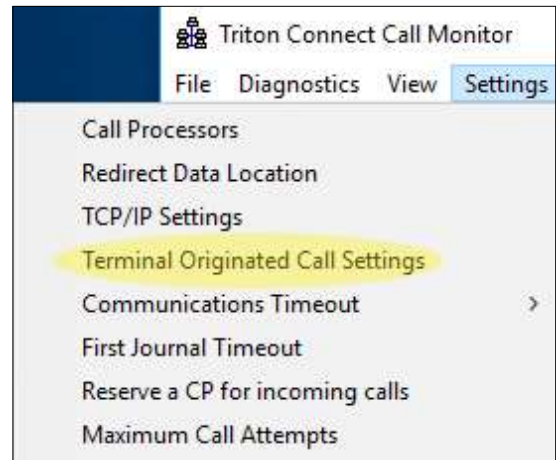 Triton Connect Call Monitor
File Diagnostics View Settings
Call Processors
Redirect Data Location
TCP/IP Settings
Terminal Originated Call Settings
Communications Timeout >
First Journal Timeout
Reserve a CP for incoming calls
Maximum Call Attempts